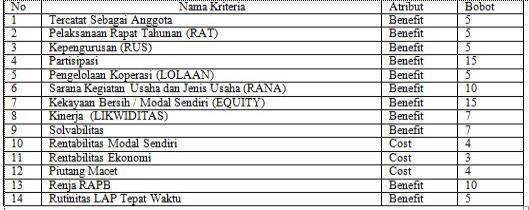 No Nama Kriteria Atribut Bobot
1 Tercatat Sebagai Anggota Benefit 5
2 Pelaksanaan Rapat Tahunan (RAT) Benefit 5
3 Kepengurusan (RUS) Benefit 5
4 Partisipasi Benefit 15
5 Pengelolaan Koperasi (LOLAAN) Benefit 5
6 Sarana Kegiatan Usaha dan Jenis Usaha (RANA) Benefit 10
7 Kekayaan Bersih / Modal Sendiri (EQUITY) Benefit 15
8 Kinerja (LIKWIDITAS) Benefit 7
9 Solvabilitas Benefit 7
10 Rentabilitas Modal Sendiri Cost 4
11 Rentabilitas Ekonomi Cost 3
12 Piutang Macet Cost 4
13 Renja RAPB Benefit 10
14 Rutinitas LAP Tepat Waktu Benefit 5